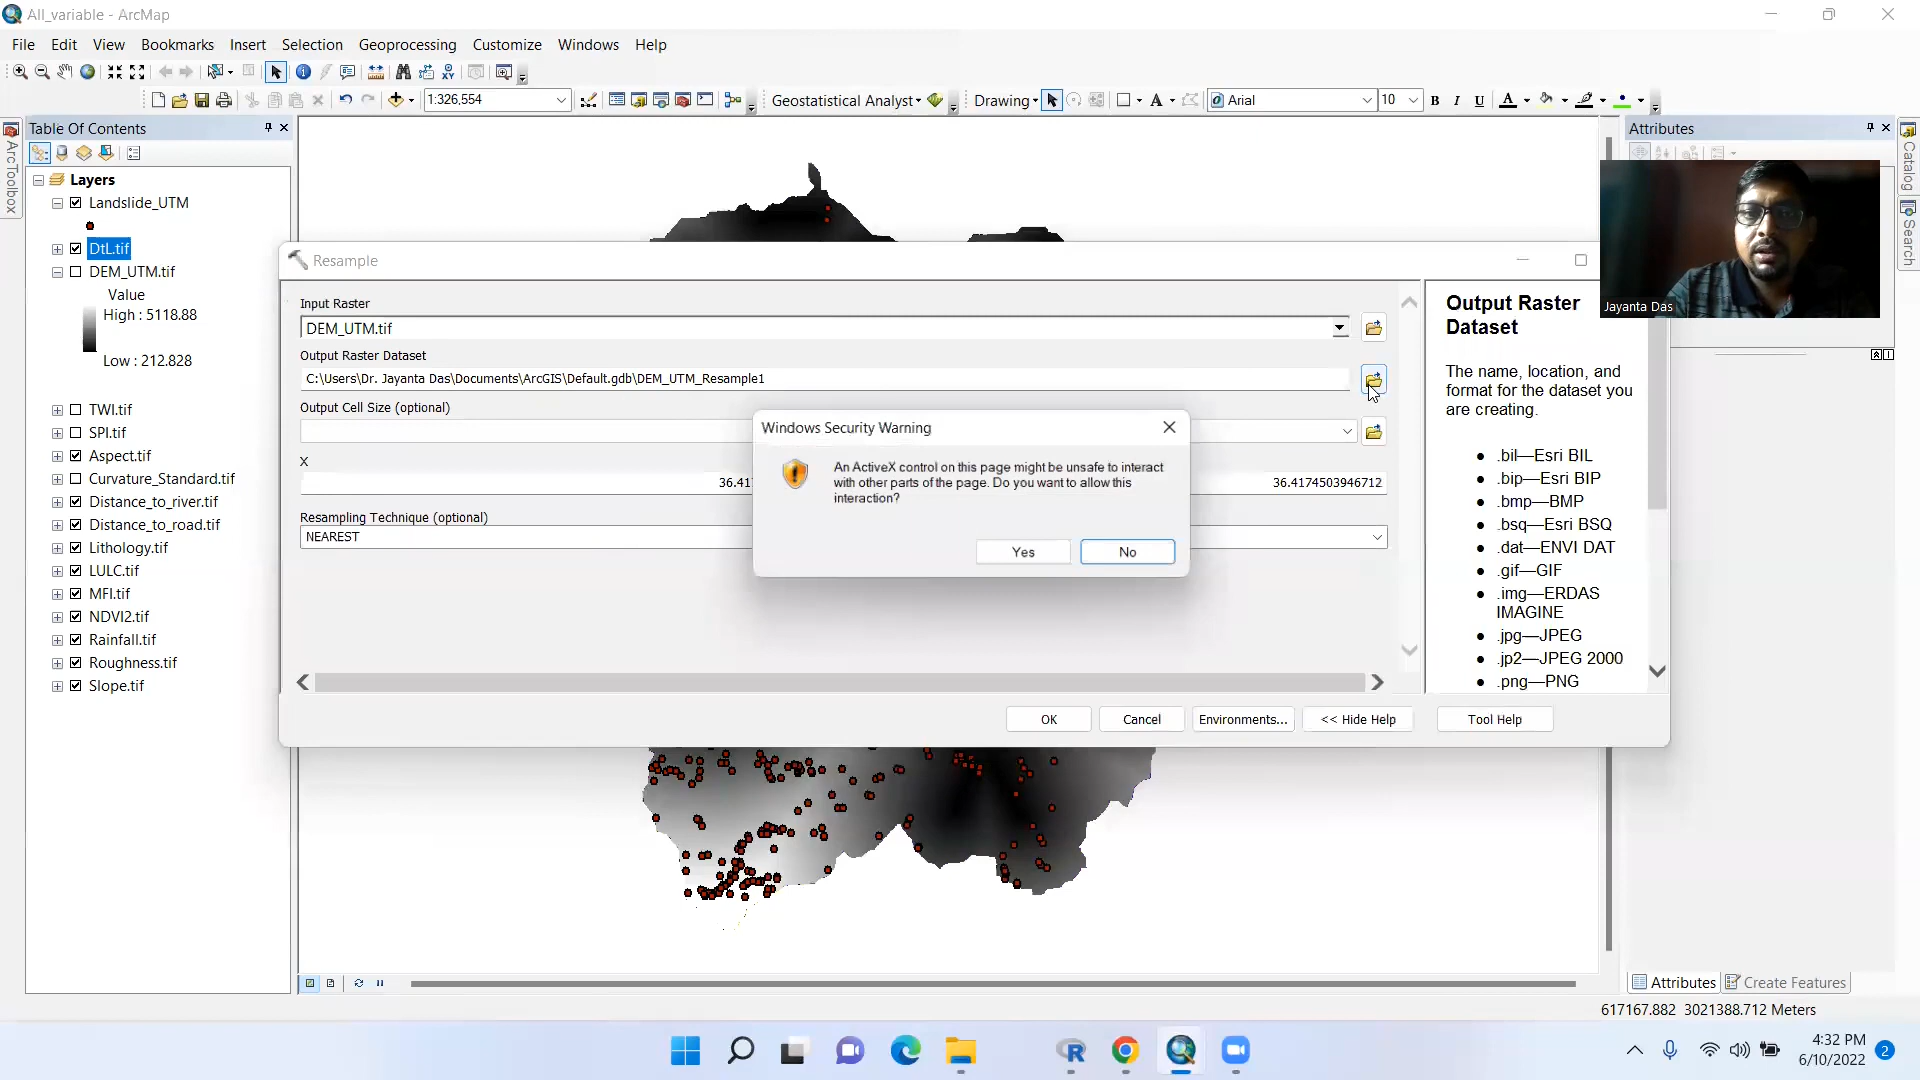 All_variable - ArcMap
File Edit View Bookmarks Insert Selection Geoprocessing Customize Windows Help
1:326,554 Geostatistical Analyst Drawing Arial 10 B I U A
Table Of Contents
Attributes
ArcToolbox
Catalog
Search
Layers
Landslide_UTM
DtL.tif
DEM_UTM.tif
Value
High : 5118.88
Low : 212.828
TWI.tif
SPI.tif
Aspect.tif
Curvature_Standard.tif
Distance_to_river.tif
Distance_to_road.tif
Lithology.tif
LULC.tif
MFI.tif
NDVI2.tif
Rainfall.tif
Roughness.tif
Slope.tif
Resample
Input Raster
DEM_UTM.tif
Output Raster Dataset
C:\Users\Dr. Jayanta Das\Documents\ArcGIS\Default.gdb\DEM_UTM_Resample1
Output Cell Size (optional)
X
36.41
36.4174503946712
Resampling Technique (optional)
NEAREST
OK Cancel Environments... << Hide Help Tool Help
Windows Security Warning
An ActiveX control on this page might be unsafe to interact
with other parts of the page. Do you want to allow this
interaction?
Yes No
Output Raster
Dataset
The name, location, and
format for the dataset you
are creating.
.bil—Esri BIL
.bip—Esri BIP
.bmp—BMP
.bsq—Esri BSQ
.dat—ENVI DAT
.gif—GIF
.img—ERDAS
IMAGINE
.jpg—JPEG
.jp2—JPEG 2000
.png—PNG
Jayanta Das
Attributes Create Features
617167.882 3021388.712 Meters
4:32 PM
6/10/2022
2